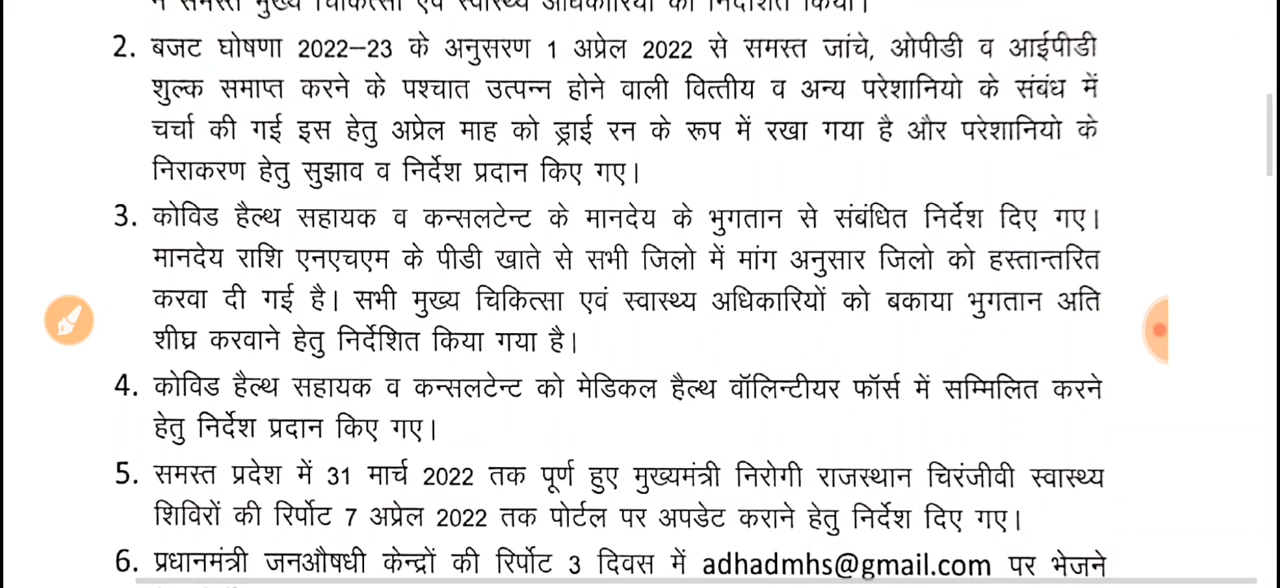 ने समस्त मुख्य चिकित्सा एवं स्वास्थ्य अधिकारियों को निर्देशित किया।
2. बजट घोषणा 2022–23 के अनुसरण 1 अप्रेल 2022 से समस्त जांचे, ओपीडी व आईपीडी
शुल्क समाप्त करने के पश्चात उत्पन्न होने वाली वित्तीय व अन्य परेशानियो के संबंध में
चर्चा की गई इस हेतु अप्रेल माह को ड्राई रन के रूप में रखा गया है और परेशानियो के
निराकरण हेतु सुझाव व निर्देश प्रदान किए गए।
3. कोविड हैल्थ सहायक व कन्सलटेन्ट के मानदेय के भुगतान से संबंधित निर्देश दिए गए।
मानदेय राशि एनएचएम के पीडी खाते से सभी जिलो में मांग अनुसार जिलो को हस्तान्तरित
करवा दी गई है। सभी मुख्य चिकित्सा एवं स्वास्थ्य अधिकारियों को बकाया भुगतान अति
शीघ्र करवाने हेतु निर्देशित किया गया है।
4. कोविड हैल्थ सहायक व कन्सलटेन्ट को मेडिकल हैल्थ वॉलिन्टीयर फॉर्स में सम्मिलित करने
हेतु निर्देश प्रदान किए गए।
5. समस्त प्रदेश में 31 मार्च 2022 तक पूर्ण हुए मुख्यमंत्री निरोगी राजस्थान चिरंजीवी स्वास्थ्य
शिविरों की रिर्पोट 7 अप्रेल 2022 तक पोर्टल पर अपडेट कराने हेतु निर्देश दिए गए।
6. प्रधानमंत्री जनऔषधी केन्द्रों की रिर्पोट 3 दिवस में adhadmhs@gmail.com पर भेजने